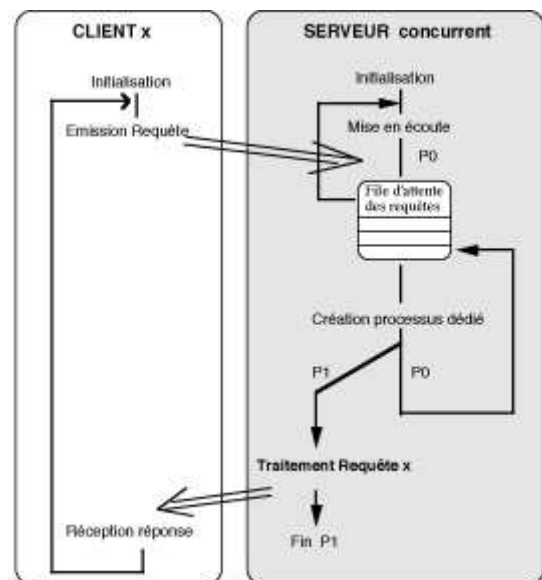 CLIENT x
Initialisation
Emission Requête
Réception réponse
SERVEUR concurrent
Initialisation
Mise en écoute
P0
File d'attente
des requêtes
Création processus dédié
P1
P0
Traitement Requête x
Fin P1